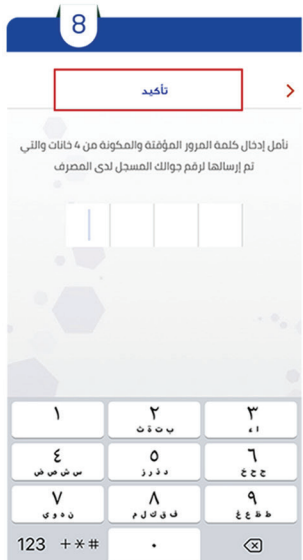 8
تأكيد
نأمل إدخال كلمة المرور المؤقتة والمكونة من 4 خانات والتي
تم إرسالها لرقم جوالك المسجل لدى المصرف
١ ٢ ٣
ب ت ة ث ا ء
٤ ٥ ٦
س ش ص ض د ذ ر ز ج ح خ
٧ ٨ ٩
ن ه و ي ف ق ك ل م ط ظ ع غ
123 +*# ٠